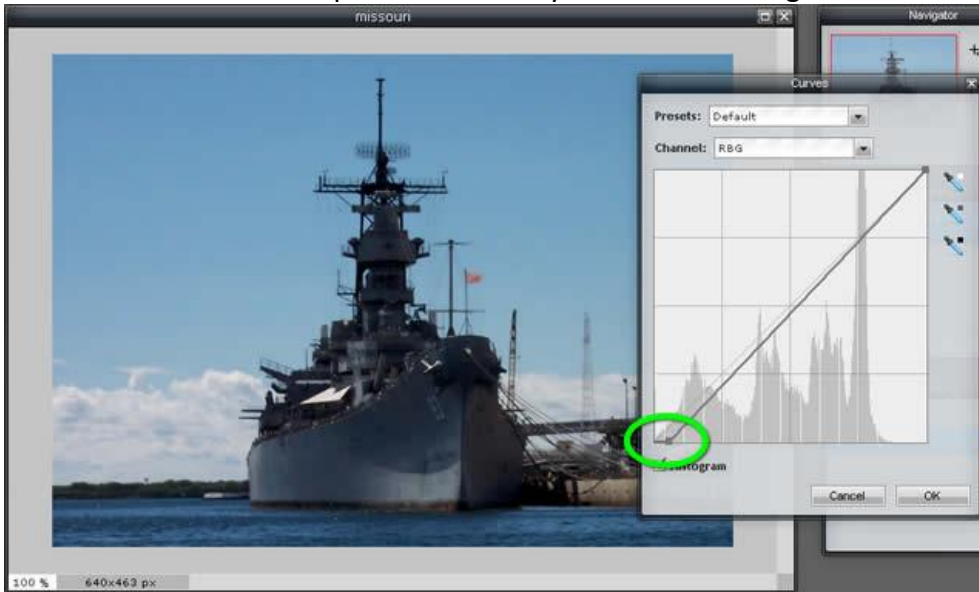 missouri
Navigator
Curves
Presets: Default
Channel: RBG
Histogram
Cancel OK
100 % 640x463 px